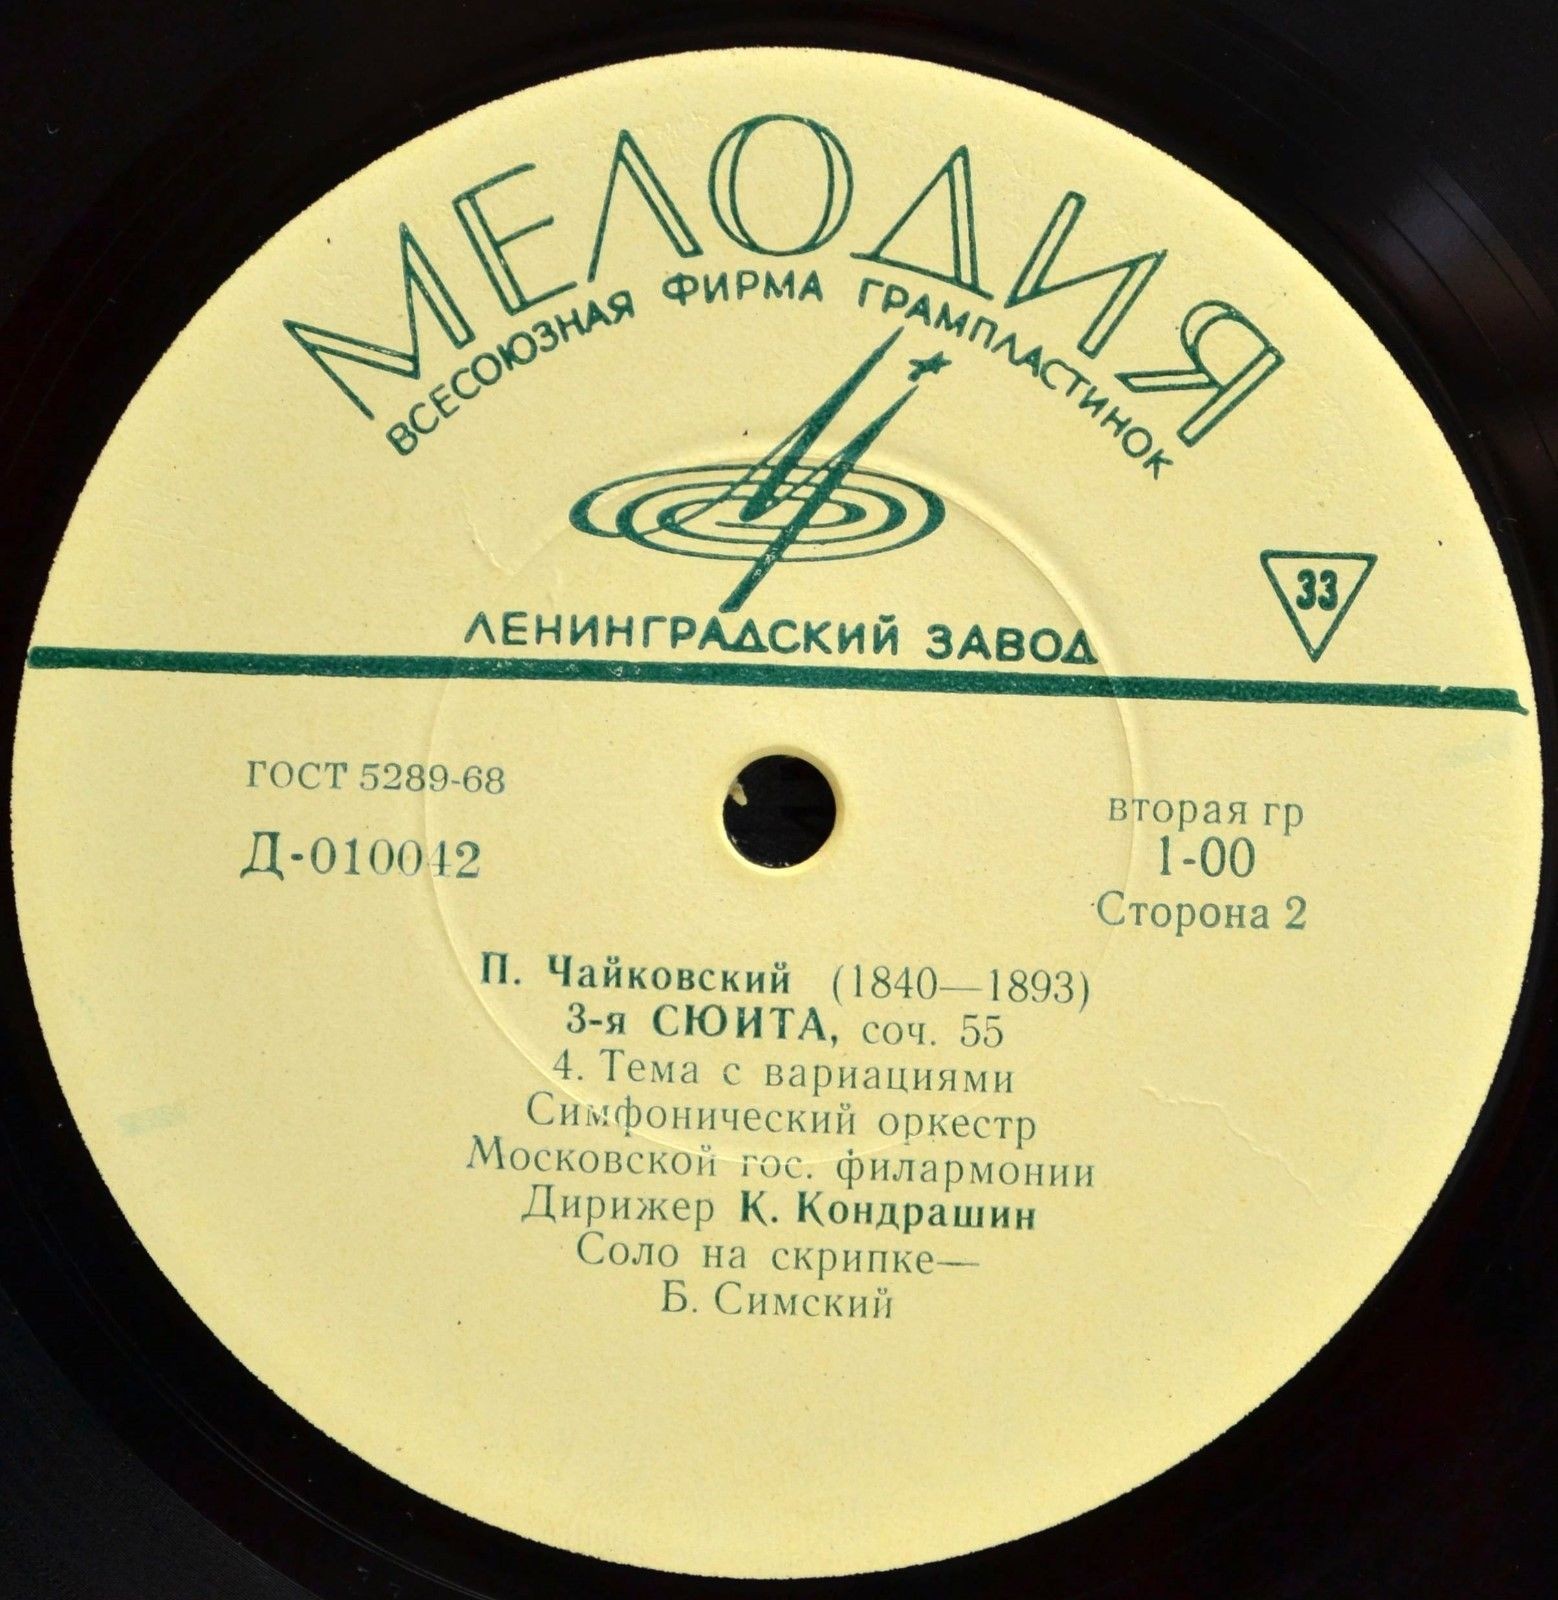 МЕЛОДИЯ
ВСЕСОЮЗНАЯ ФИРМА ГРАМПЛАСТИНОК
33
ЛЕНИНГРАДСКИЙ ЗАВОД
ГОСТ 5289-68
Д-010042
вторая гр
1-00
Сторона 2
П. Чайковский (1840—1893)
3-я СЮИТА, соч. 55
4. Тема с вариациями
Симфонический оркестр
Московской гос. филармонии
Дирижер К. Кондрашин
Соло на скрипке—
Б. Симский